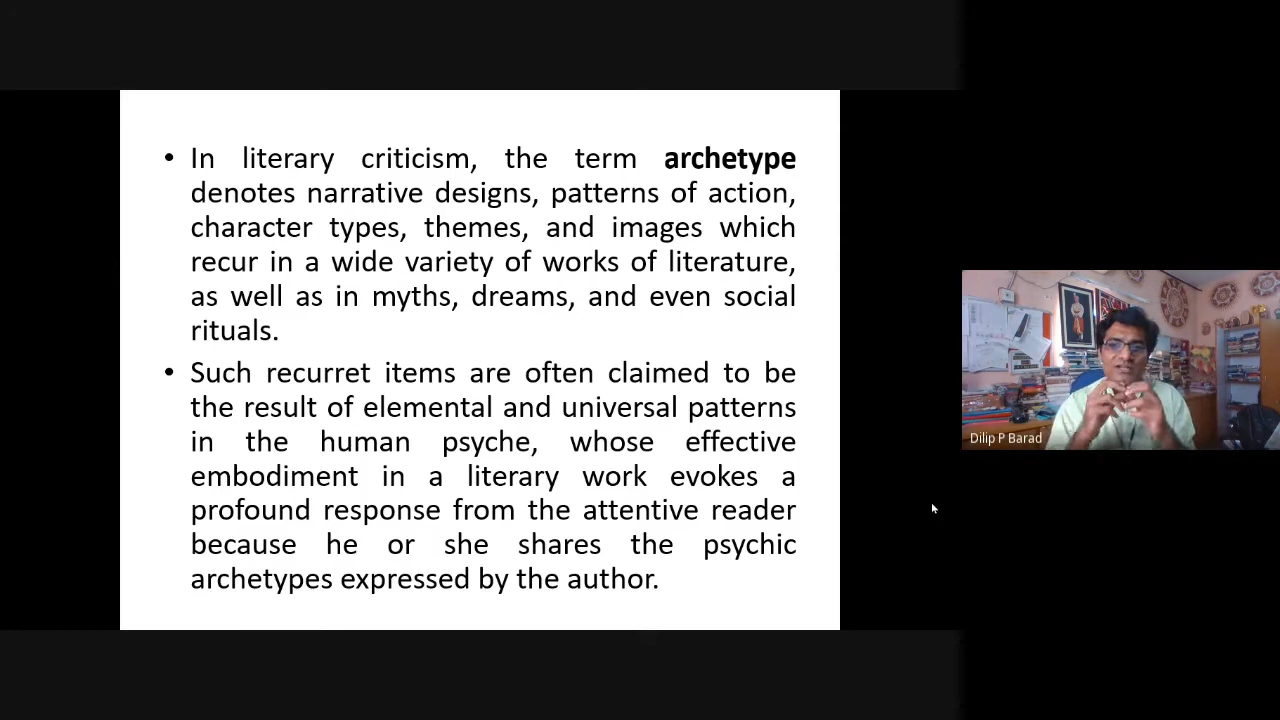 • In literary criticism, the term archetype
denotes narrative designs, patterns of action,
character types, themes, and images which
recur in a wide variety of works of literature,
as well as in myths, dreams, and even social
rituals.
• Such recurret items are often claimed to be
the result of elemental and universal patterns
in the human psyche, whose effective
embodiment in a literary work evokes a
profound response from the attentive reader
because he or she shares the psychic
archetypes expressed by the author.
Dilip P Barad